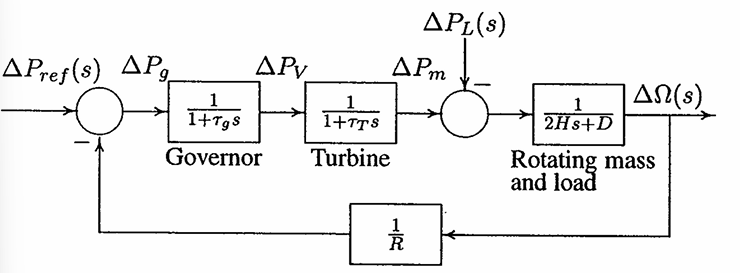 ΔP_L(s)
ΔP_ref(s) ΔP_g ΔP_V ΔP_m ΔΩ(s)
1/(1+τ_g s) 1/(1+τ_T s) 1/(2Hs+D)
− −
Governor Turbine Rotating mass
and load
1/R